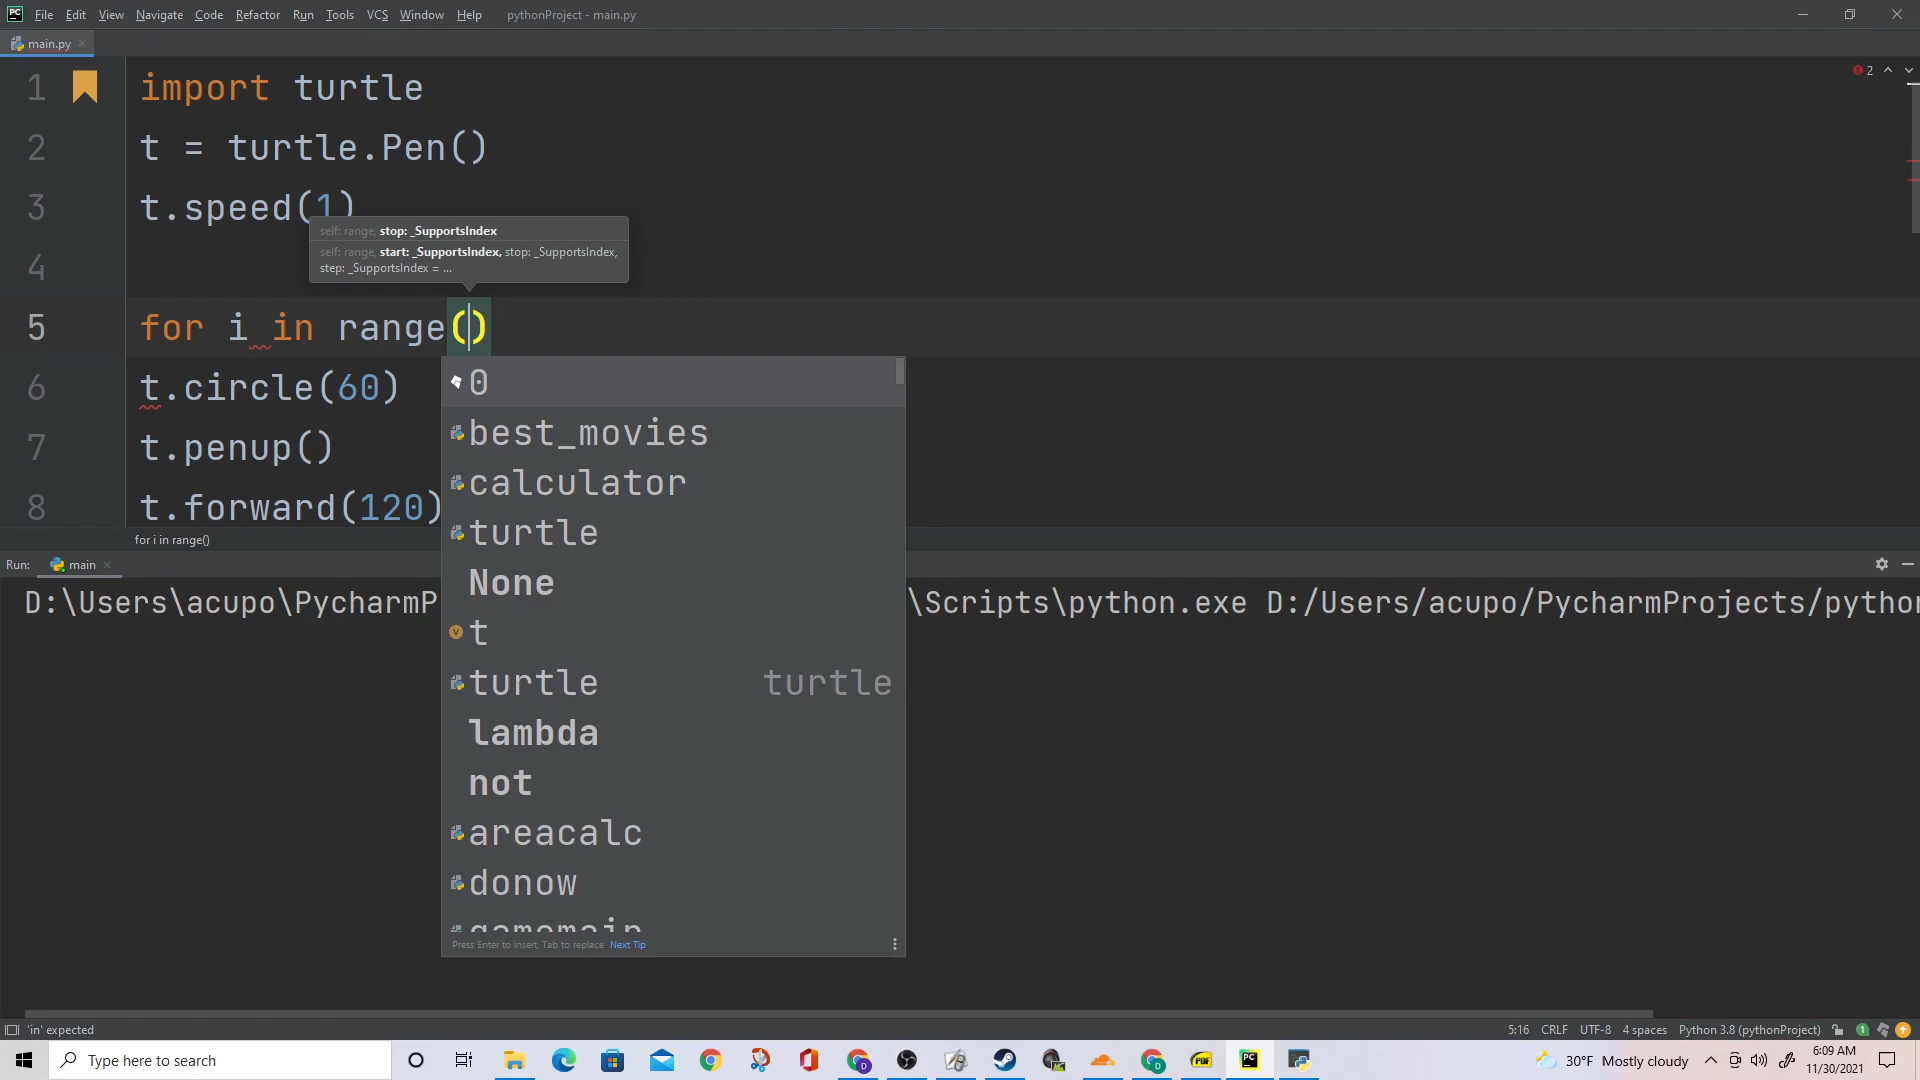 File Edit View Navigate Code Refactor Run Tools VCS Window Help pythonProject - main.py
main.py
1 import turtle
2 t = turtle.Pen()
3 t.speed(1)
self: range, stop: _SupportsIndex
self: range, start: _SupportsIndex, stop: _SupportsIndex,
step: _SupportsIndex = ...
4
5 for i in range()
6 t.circle(60)
7 t.penup()
8 t.forward(120)
2
0
best_movies
calculator
turtle
None
t
turtle turtle
lambda
not
areacalc
donow
gamemain
Press Enter to insert, Tab to replace Next Tip
for i in range()
Run: main
D:\Users\acupo\PycharmP \Scripts\python.exe D:/Users/acupo/PycharmProjects/python
'in' expected
5:16 CRLF UTF-8 4 spaces Python 3.8 (pythonProject) 1
Type here to search
30°F Mostly cloudy
6:09 AM
11/30/2021